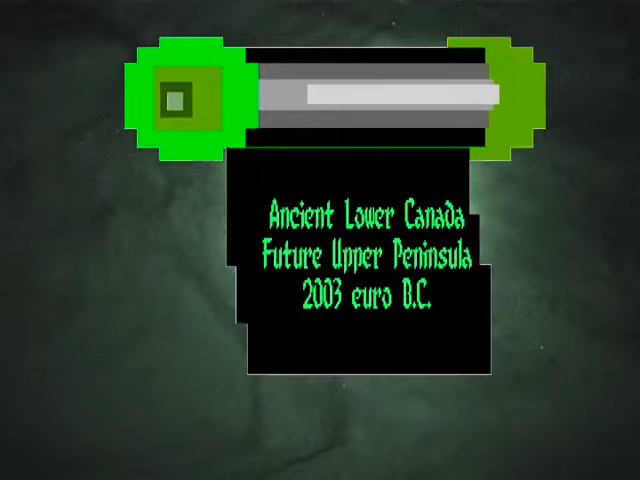 Ancient Lower Canada
Future Upper Peninsula
2003 euro B.C.